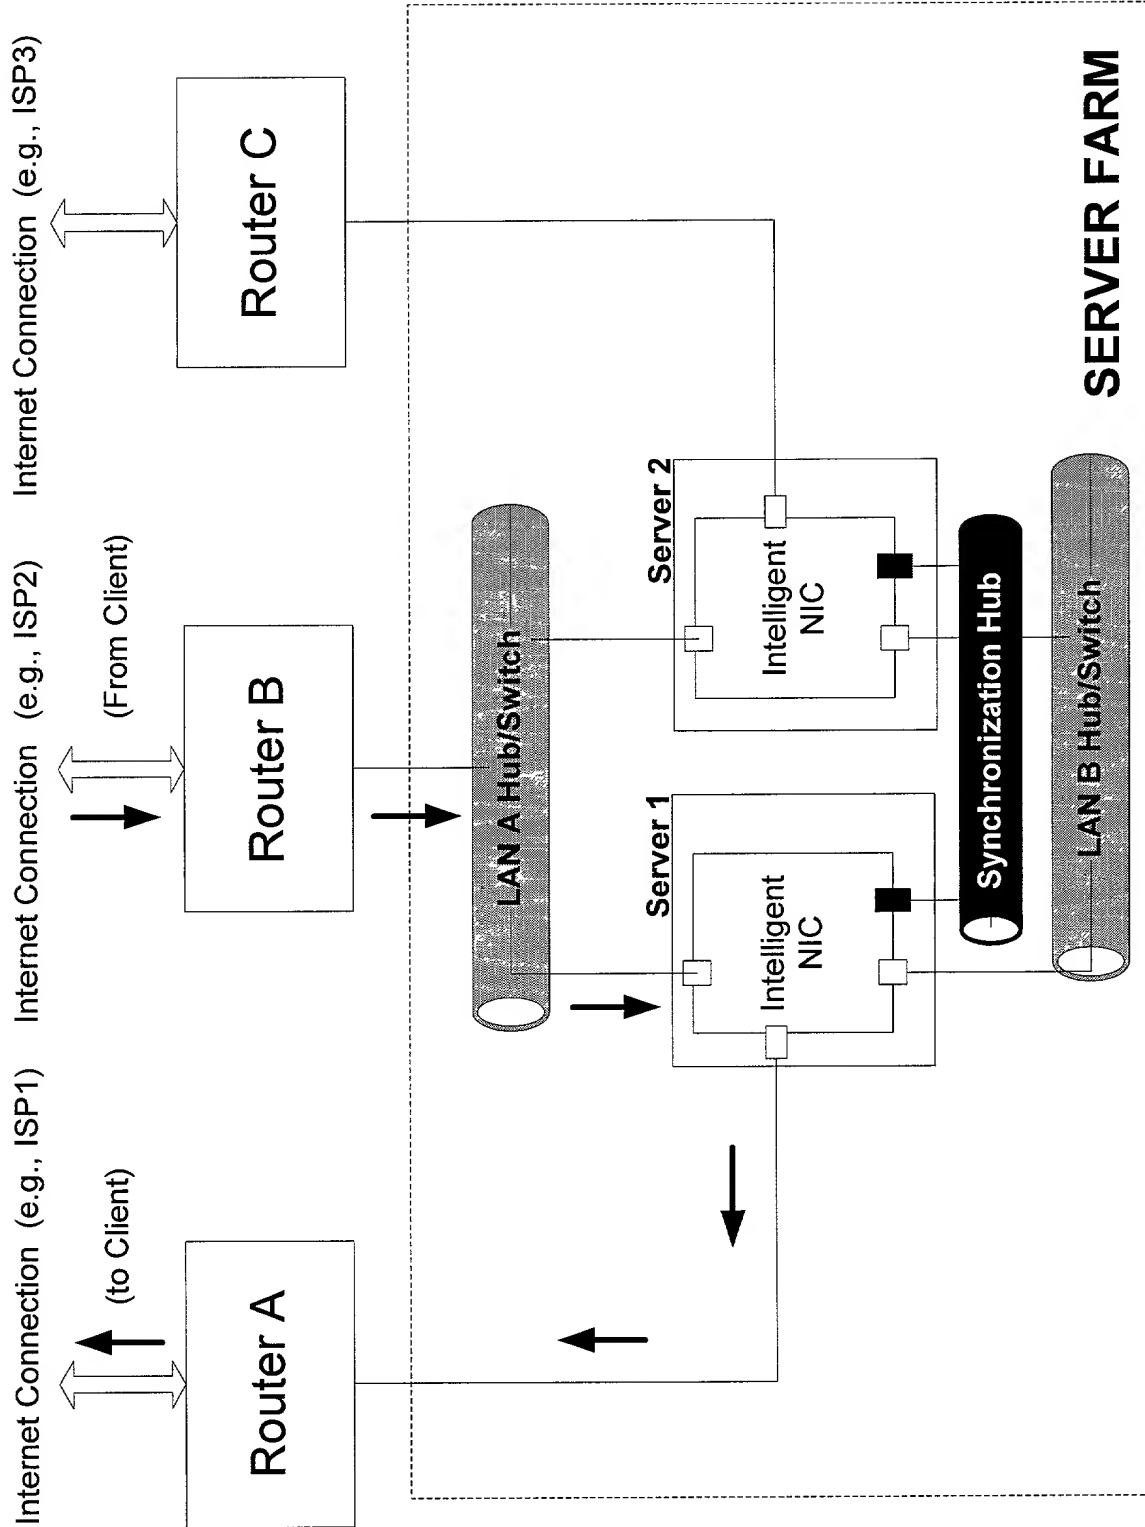 Internet Connection (e.g., ISP1)
Internet Connection (e.g., ISP2)
Internet Connection (e.g., ISP3)
(to Client)
(From Client)
Router A
Router B
Router C
LAN A Hub/Switch
Server 1
Server 2
Intelligent
NIC
Intelligent
NIC
Synchronization Hub
LAN B Hub/Switch
SERVER FARM